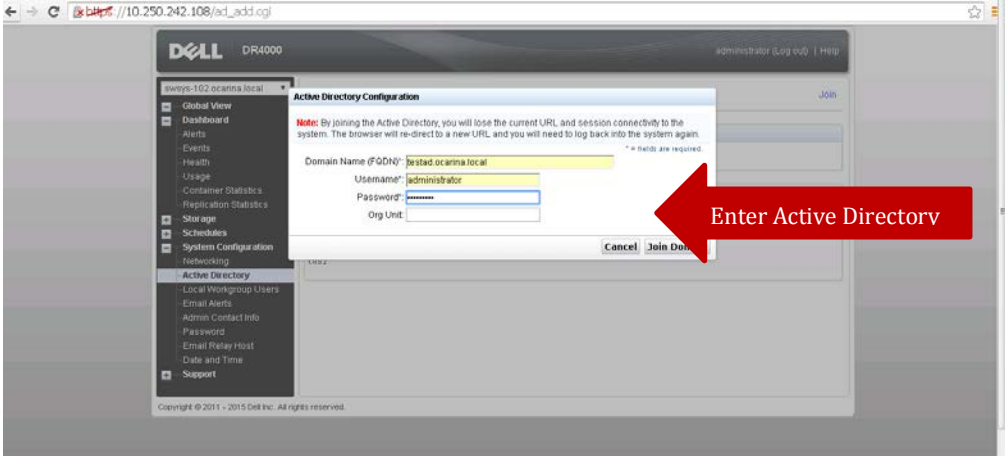 https://10.250.242.108/ad_add.cgi
DELL DR4000
administrator (Log out) | Help
swsys-102.ocarina.local
Join
Global View
Dashboard
Alerts
Events
Health
Usage
Container Statistics
Replication Statistics
Storage
Schedules
System Configuration
Networking
Active Directory
Local Workgroup Users
Email Alerts
Admin Contact Info
Password
Email Relay Host
Date and Time
Support
Active Directory Configuration
Note: By joining the Active Directory, you will lose the current URL and session connectivity to the
system. The browser will re-direct to a new URL and you will need to log back into the system again.
* = fields are required.
Domain Name (FQDN)*: testad.ocarina.local
Username*: administrator
Password*: •••••••••
Org Unit:
Cancel Join Do
Enter Active Directory
Copyright © 2011 - 2015 Dell Inc. All rights reserved.